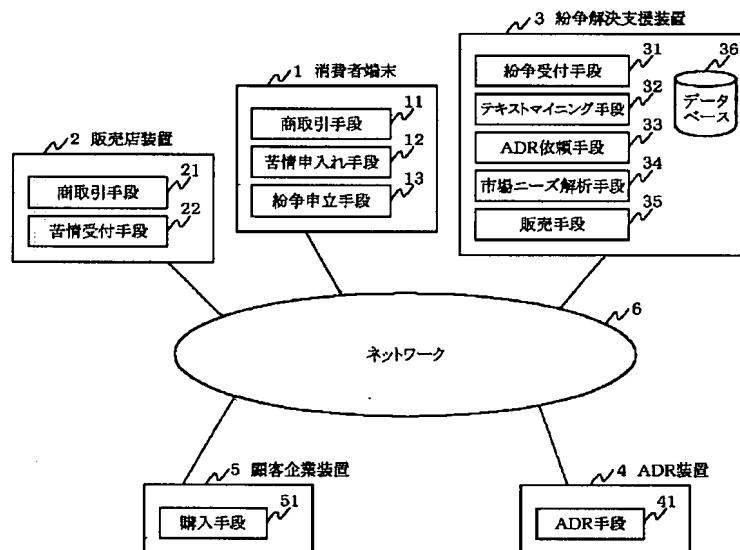 3 紛争解決支援装置
31
紛争受付手段
32
テキストマイニング手段
33
ADR依頼手段
34
市場ニーズ解析手段
35
販売手段
36
データ
ベース
1 消費者端末
11
商取引手段
12
苦情申入れ手段
13
紛争申立手段
2 販売店装置
21
商取引手段
22
苦情受付手段
6
ネットワーク
5 顧客企業装置
51
購入手段
4 ADR装置
41
ADR手段